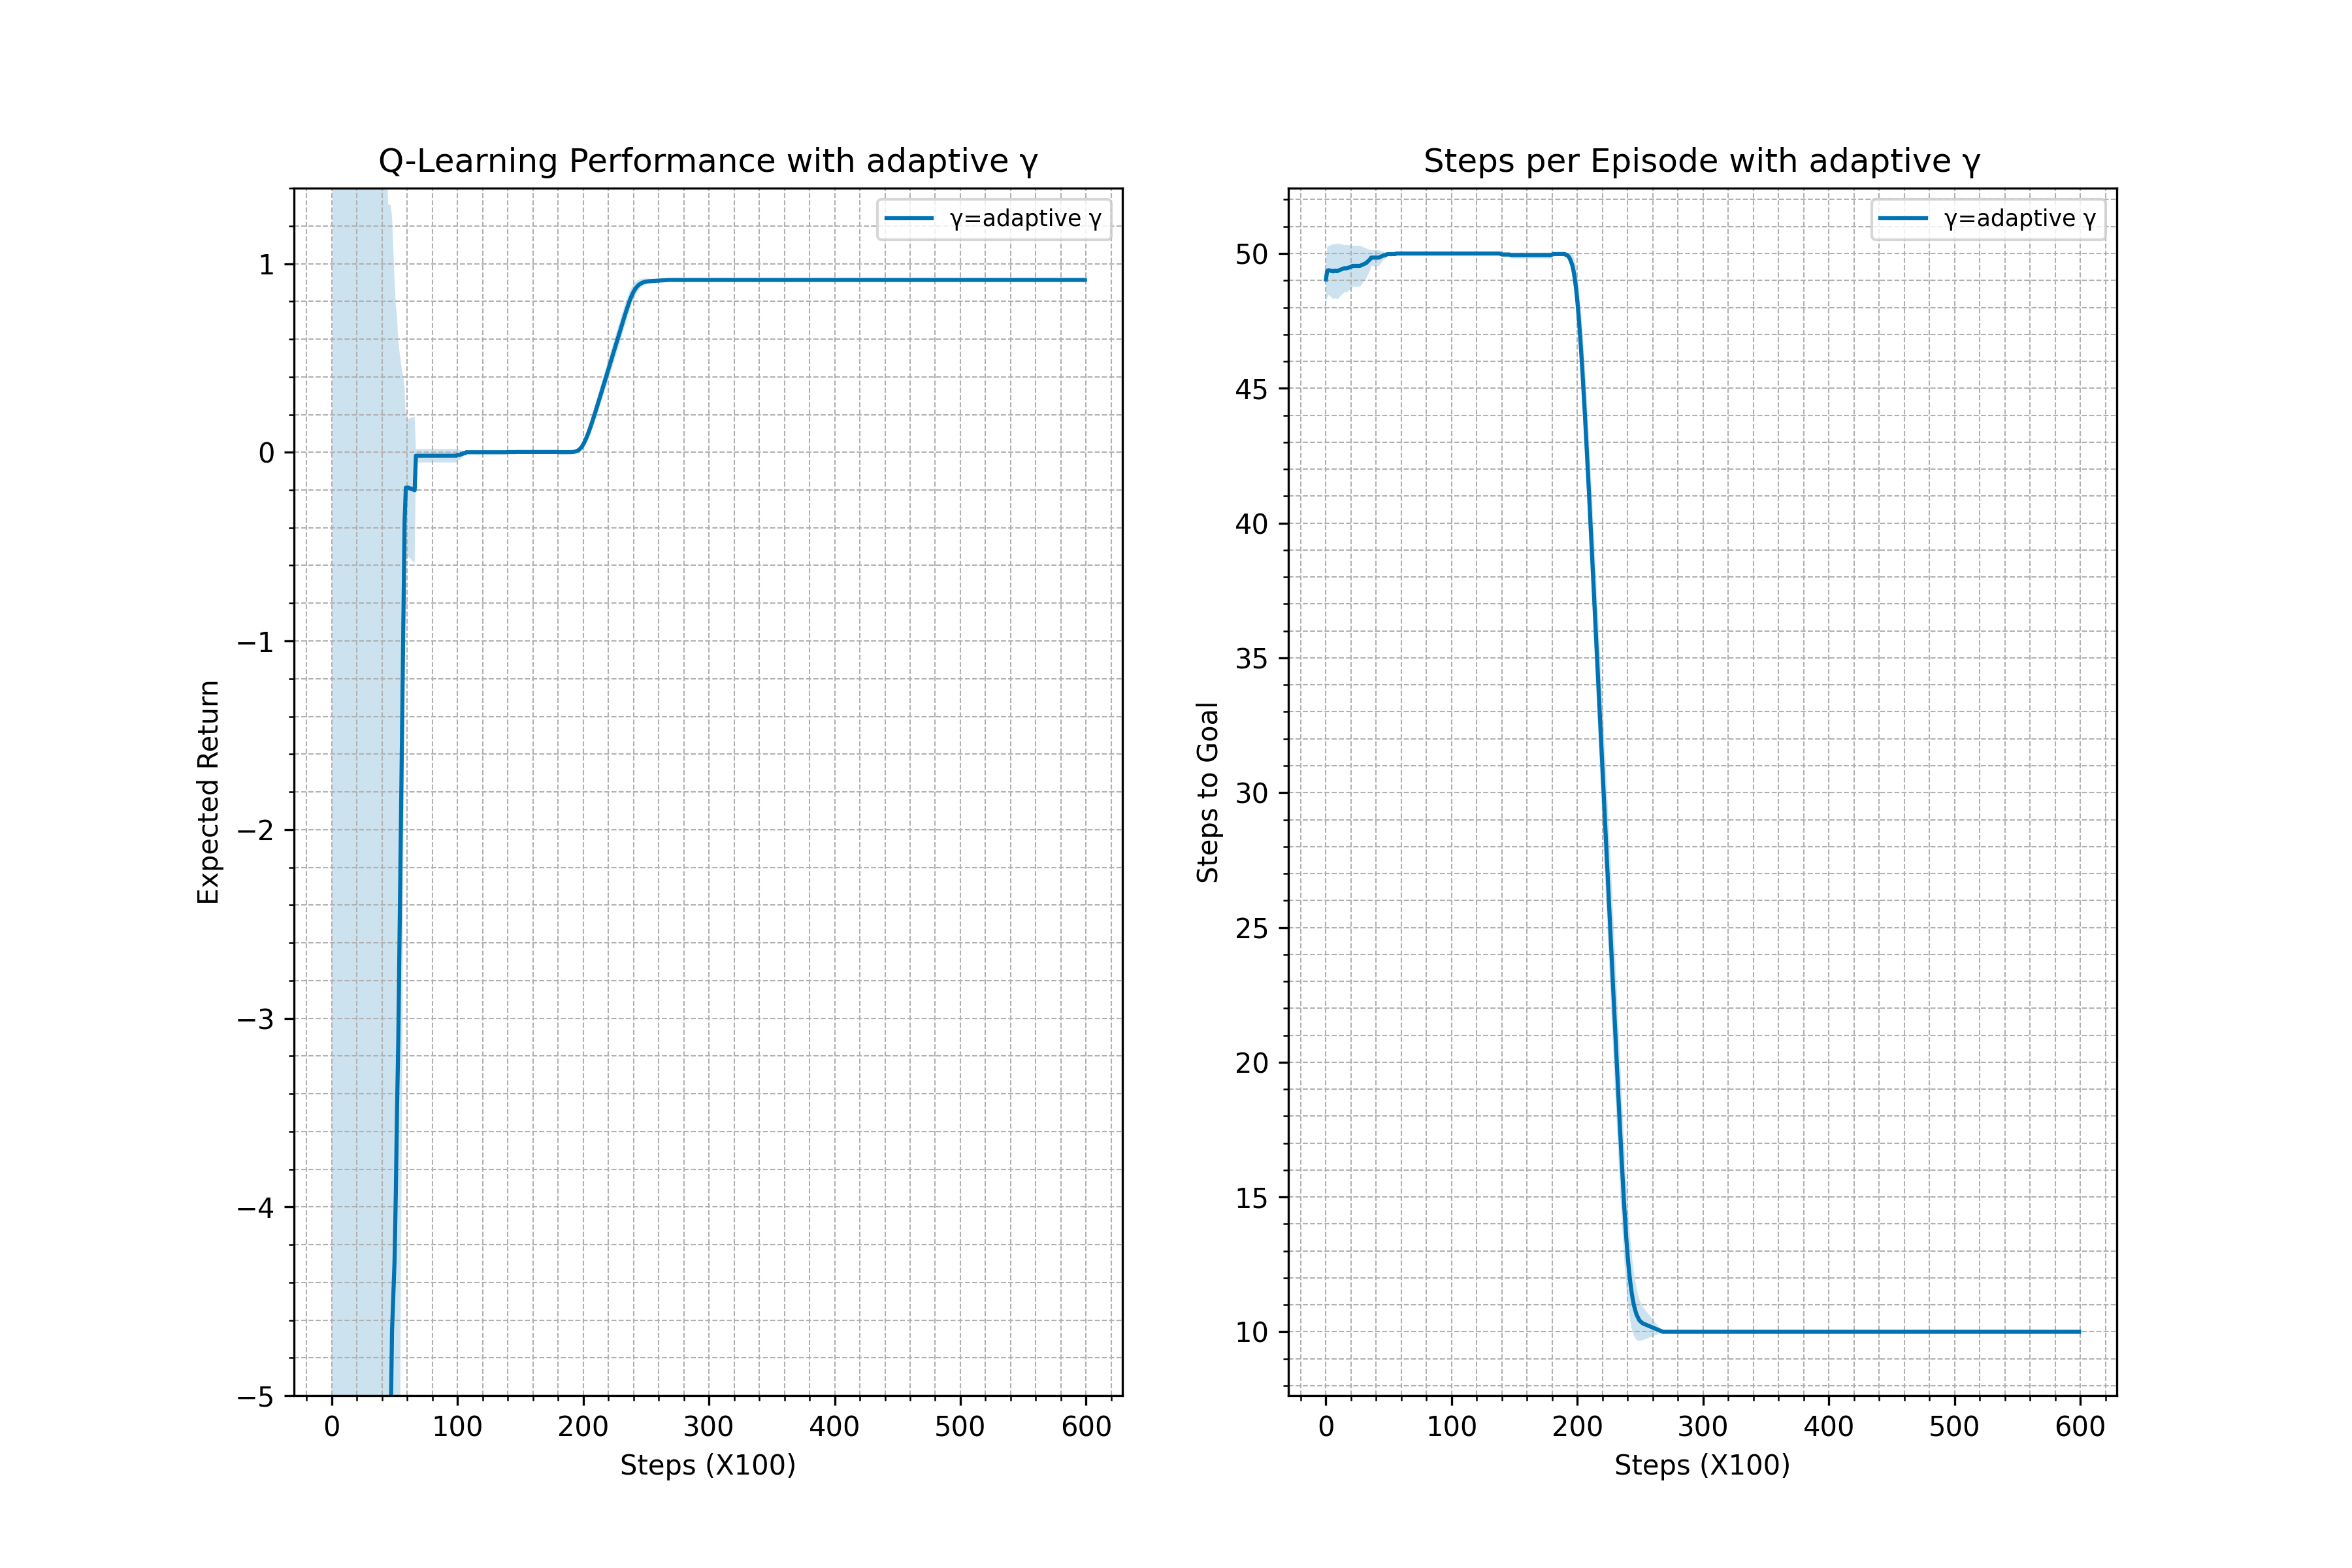 Q-Learning Performance with adaptive γ
γ=adaptive γ
1
0
−1
−2
−3
−4
−5
Expected Return
0 100 200 300 400 500 600
Steps (X100)
Steps per Episode with adaptive γ
γ=adaptive γ
50
45
40
35
30
25
20
15
10
Steps to Goal
0 100 200 300 400 500 600
Steps (X100)